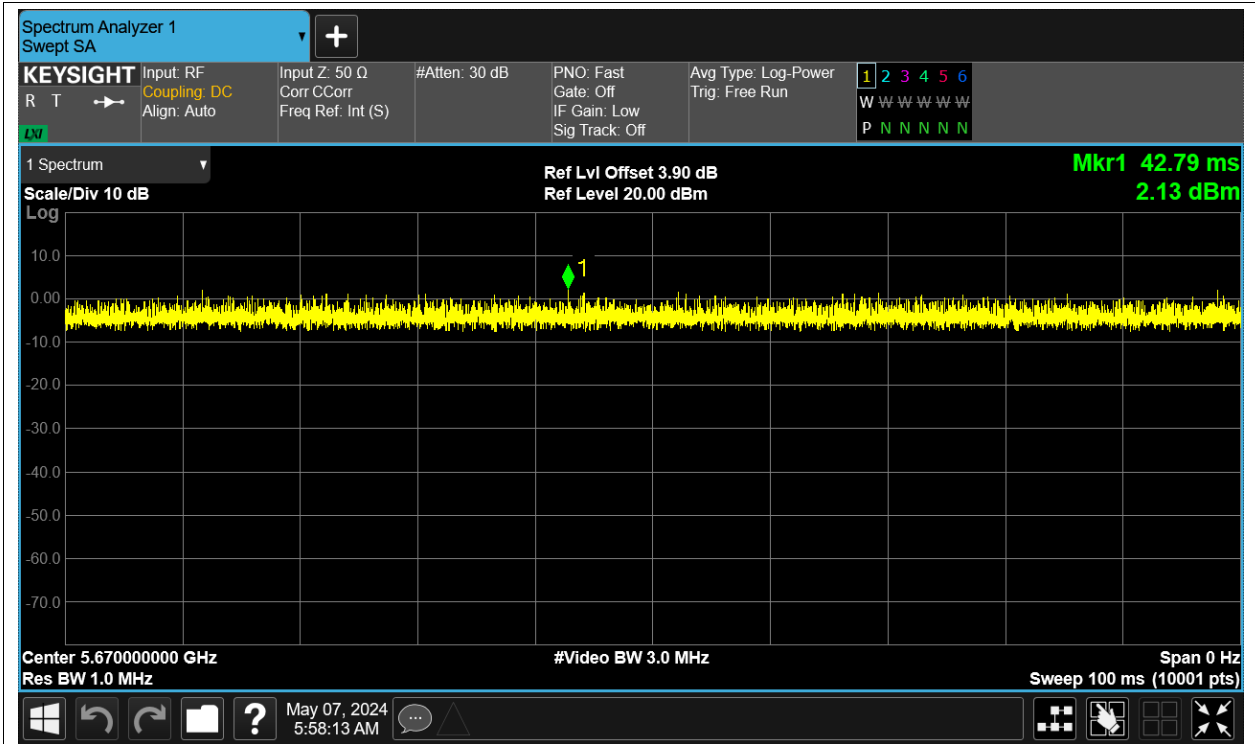 Spectrum Analyzer 1
Swept SA
KEYSIGHT
R T
LXI
Input: RF
Coupling: DC
Align: Auto
Input Z: 50 Ω
Corr CCorr
Freq Ref: Int (S)
#Atten: 30 dB
PNO: Fast
Gate: Off
IF Gain: Low
Sig Track: Off
Avg Type: Log-Power
Trig: Free Run
1 2 3 4 5 6
W W W W W W
P N N N N N
1 Spectrum
Scale/Div 10 dB
Log
Ref Lvl Offset 3.90 dB
Ref Level 20.00 dBm
Mkr1 42.79 ms
2.13 dBm
10.0
1
0.00
-10.0
-20.0
-30.0
-40.0
-50.0
-60.0
-70.0
Center 5.670000000 GHz
Res BW 1.0 MHz
#Video BW 3.0 MHz
Span 0 Hz
Sweep 100 ms (10001 pts)
?
May 07, 2024
5:58:13 AM